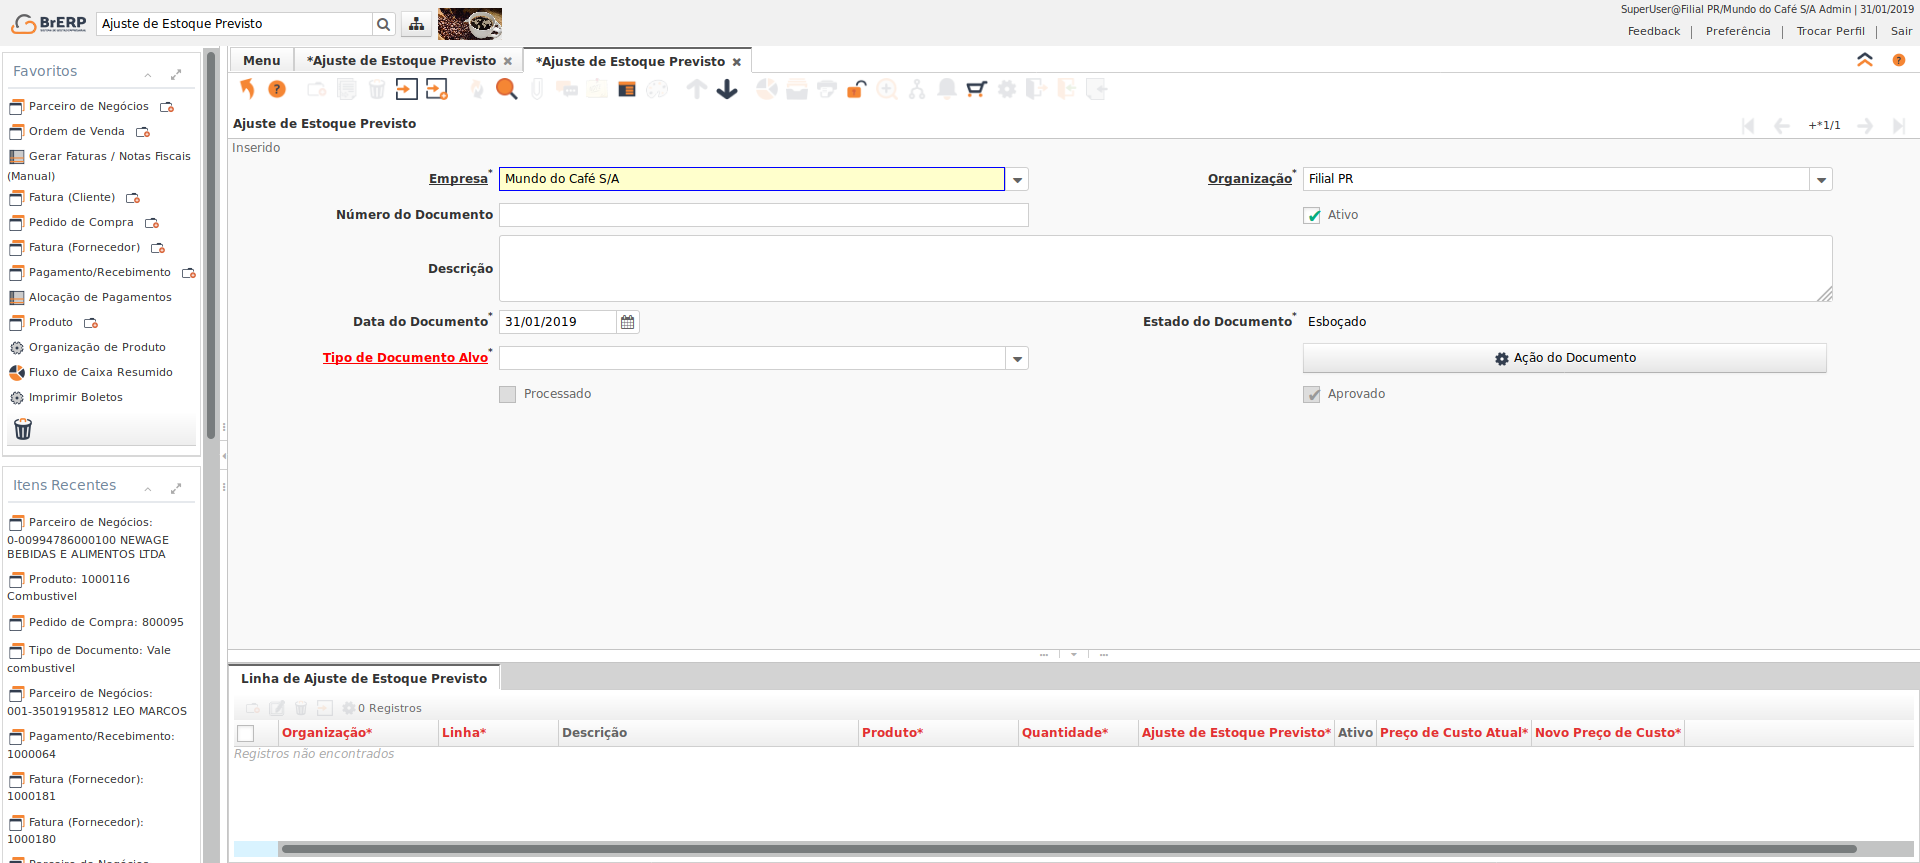 BrERP
Ajuste de Estoque Previsto
SuperUser@Filial PR/Mundo do Café S/A Admin | 31/01/2019
Feedback | Preferência | Trocar Perfil | Sair
Favoritos
Parceiro de Negócios
Ordem de Venda
Gerar Faturas / Notas Fiscais
(Manual)
Fatura (Cliente)
Pedido de Compra
Fatura (Fornecedor)
Pagamento/Recebimento
Alocação de Pagamentos
Produto
Organização de Produto
Fluxo de Caixa Resumido
Imprimir Boletos
Itens Recentes
Parceiro de Negócios:
0-00994786000100 NEWAGE
BEBIDAS E ALIMENTOS LTDA
Produto: 1000116
Combustivel
Pedido de Compra: 800095
Tipo de Documento: Vale
combustivel
Parceiro de Negócios:
001-35019195812 LEO MARCOS
Pagamento/Recebimento:
1000064
Fatura (Fornecedor):
1000181
Fatura (Fornecedor):
1000180
Parceiro de Negócios
Menu
*Ajuste de Estoque Previsto
*Ajuste de Estoque Previsto
Ajuste de Estoque Previsto
+*1/1
Inserido
Empresa* Mundo do Café S/A
Organização* Filial PR
Número do Documento
Ativo
Descrição
Data do Documento* 31/01/2019
Estado do Documento* Esboçado
Tipo de Documento Alvo*
Ação do Documento
Processado
Aprovado
Linha de Ajuste de Estoque Previsto
0 Registros
Organização* Linha* Descrição Produto* Quantidade* Ajuste de Estoque Previsto* Ativo Preço de Custo Atual* Novo Preço de Custo*
Registros não encontrados